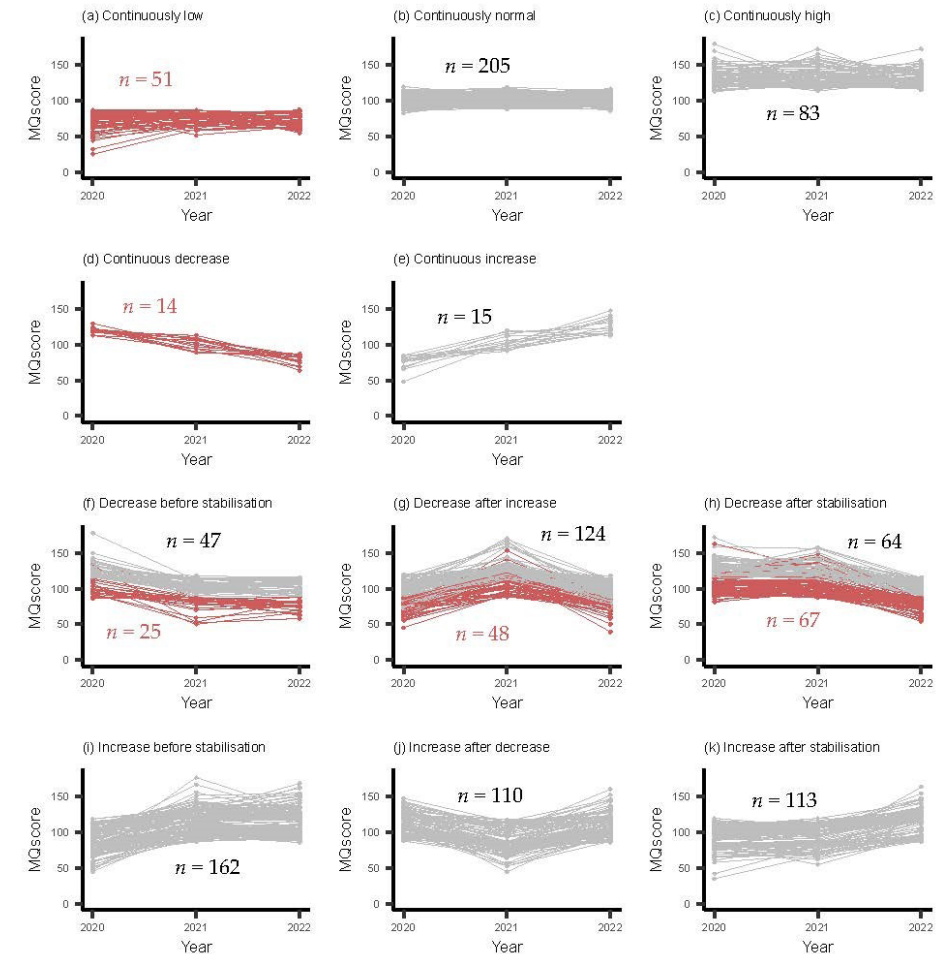 (a) Continuously low
(b) Continuously normal
(c) Continuously high
MQscore
150
100
50
0
n = 51
2020
2021
2022
Year
MQscore
150
100
50
0
n = 205
2020
2021
2022
Year
MQscore
150
100
50
0
n = 83
2020
2021
2022
Year
(d) Continuous decrease
(e) Continuous increase
MQscore
150
100
50
0
n = 14
2020
2021
2022
Year
MQscore
150
100
50
0
n = 15
2020
2021
2022
Year
(f) Decrease before stabilisation
(g) Decrease after increase
(h) Decrease after stabilisation
MQscore
150
100
50
0
n = 47
n = 25
2020
2021
2022
Year
MQscore
150
100
50
0
n = 124
n = 48
2020
2021
2022
Year
MQscore
150
100
50
0
n = 64
n = 67
2020
2021
2022
Year
(i) Increase before stabilisation
(j) Increase after decrease
(k) Increase after stabilisation
MQscore
150
100
50
0
n = 162
2020
2021
2022
Year
MQscore
150
100
50
0
n = 110
2020
2021
2022
Year
MQscore
150
100
50
0
n = 113
2020
2021
2022
Year